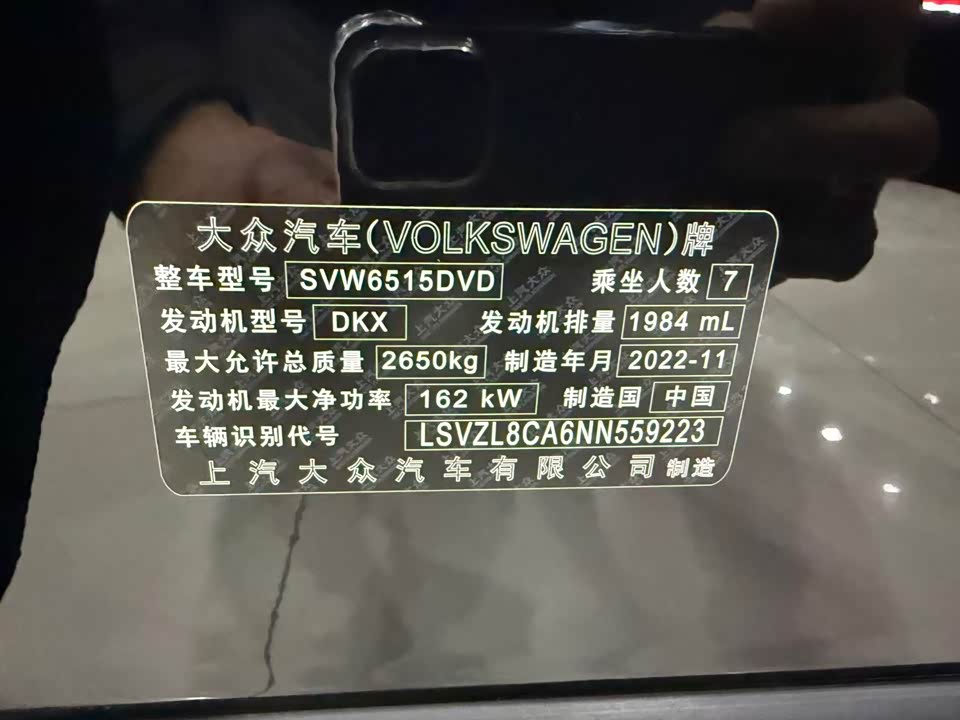 大众汽车(VOLKSWAGEN)牌
整车型号 SVW6515DVD 乘坐人数 7
发动机型号 DKX 发动机排量 1984 mL
最大允许总质量 2650kg 制造年月 2022-11
发动机最大净功率 162 kW 制造国 中国
车辆识别代号 LSVZL8CA6NN559223
上汽大众汽车有限公司 制造